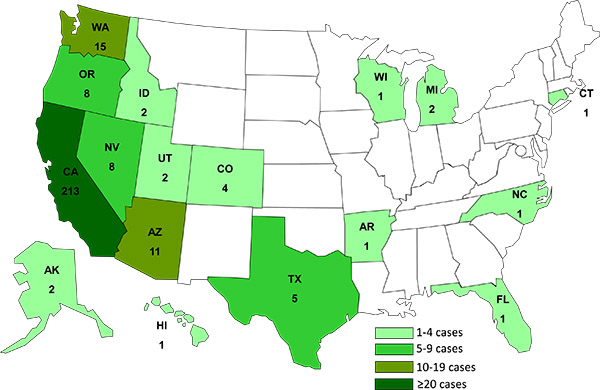 WA
15
OR
8
ID
2
NV
8
CA
213
UT
2
CO
4
AZ
11
TX
5
WI
1
MI
2
CT
1
NC
1
AR
1
FL
1
AK
2
HI
1
1-4 cases
5-9 cases
10-19 cases
≥20 cases